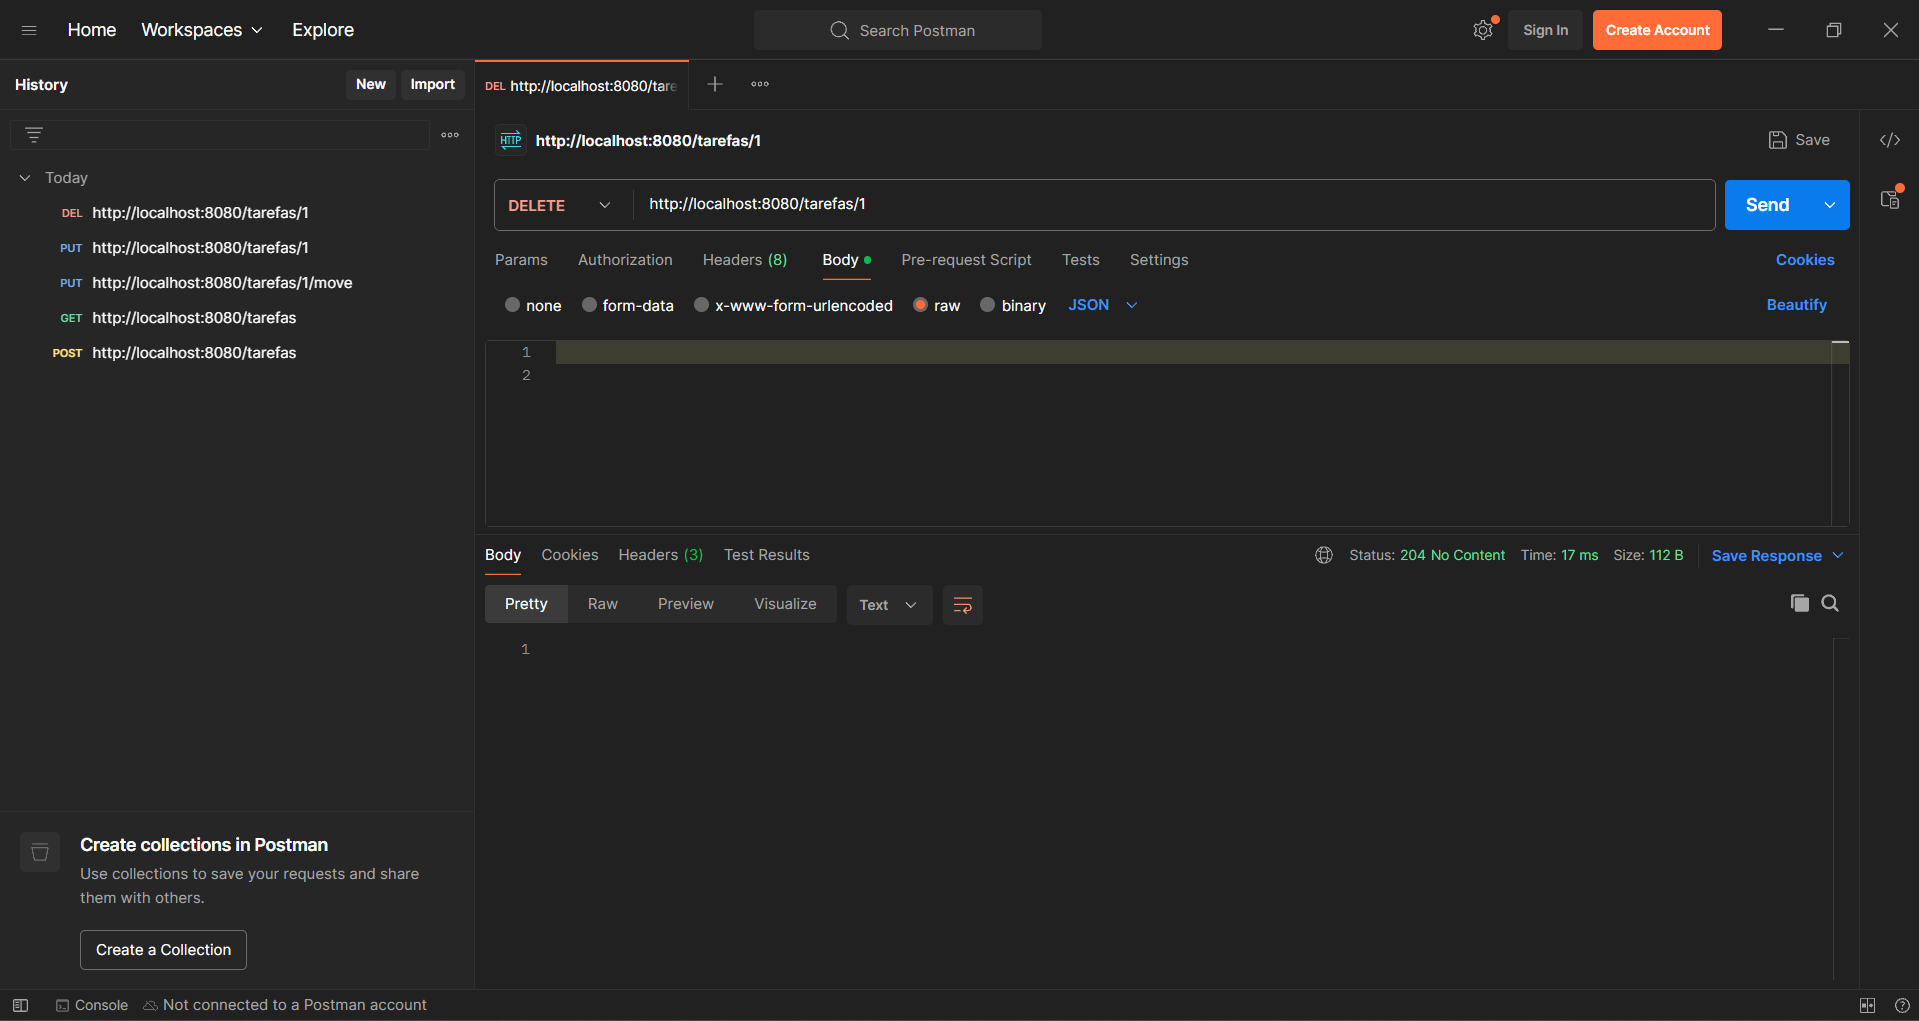 Home Workspaces Explore Search Postman Sign In Create Account
History New Import
DEL http://localhost:8080/tare
HTTP http://localhost:8080/tarefas/1 Save
Today
DEL http://localhost:8080/tarefas/1
PUT http://localhost:8080/tarefas/1
PUT http://localhost:8080/tarefas/1/move
GET http://localhost:8080/tarefas
POST http://localhost:8080/tarefas
DELETE http://localhost:8080/tarefas/1 Send
Params Authorization Headers (8) Body Pre-request Script Tests Settings Cookies
none form-data x-www-form-urlencoded raw binary JSON Beautify
1
2
Body Cookies Headers (3) Test Results Status: 204 No Content Time: 17 ms Size: 112 B Save Response
Pretty Raw Preview Visualize Text
1
Create collections in Postman
Use collections to save your requests and share
them with others.
Create a Collection
Console Not connected to a Postman account